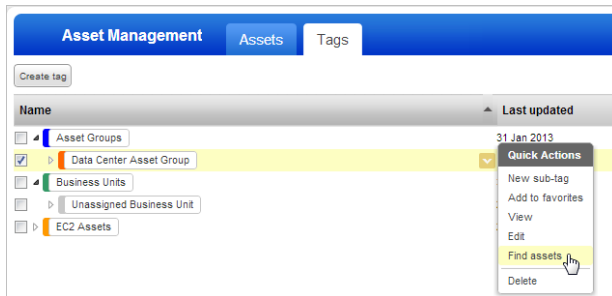 Asset Management Assets Tags
Create tag
Name Last updated
Asset Groups 31 Jan 2013
Data Center Asset Group
Business Units
Unassigned Business Unit
EC2 Assets
Quick Actions
New sub-tag
Add to favorites
View
Edit
Find assets
Delete